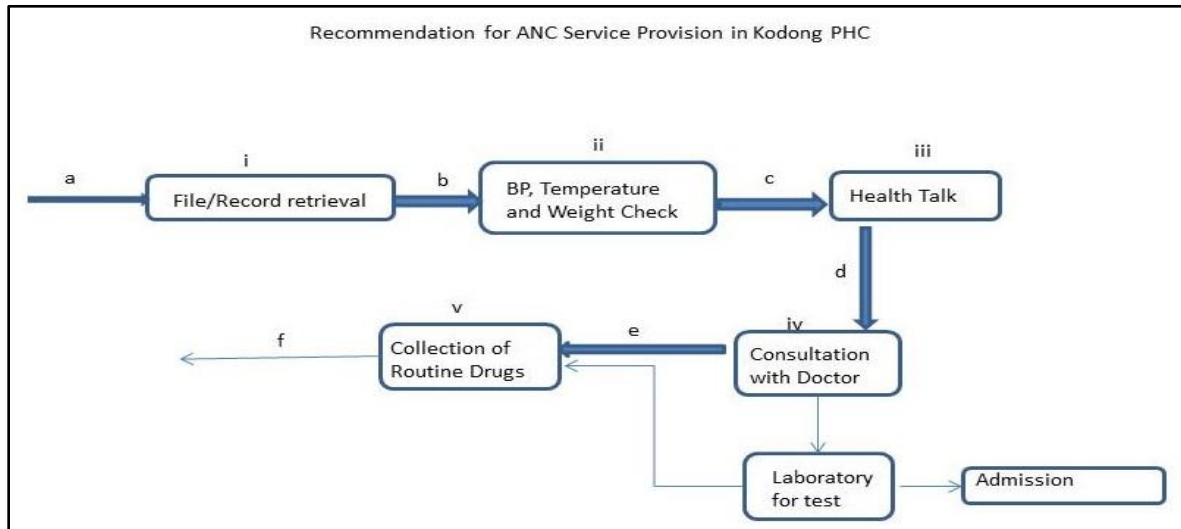 Recommendation for ANC Service Provision in Kodong PHC
a
i
File/Record retrieval
b
ii
BP, Temperature
and Weight Check
c
iii
Health Talk
d
iv
Consultation
with Doctor
e
v
Collection of
Routine Drugs
f
Laboratory
for test
Admission